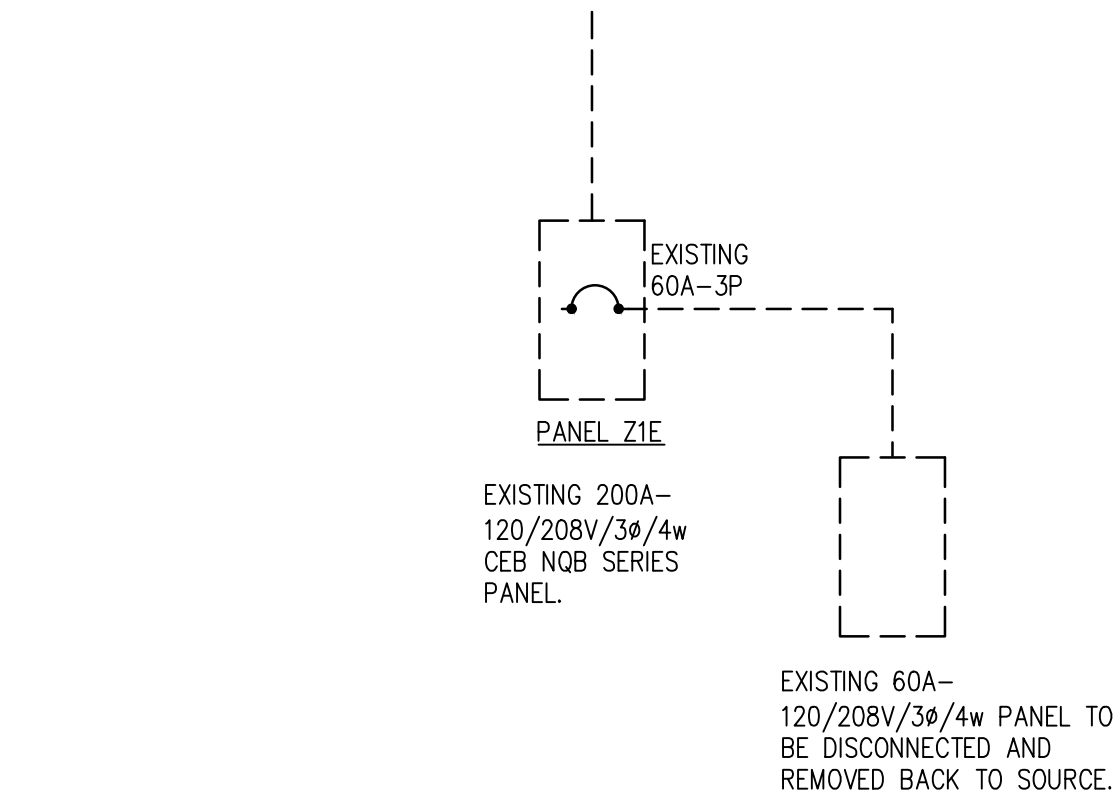 EXISTING
60A-3P
PANEL Z1E
EXISTING 200A-
120/208V/3ø/4w
CEB NQB SERIES
PANEL.
EXISTING 60A-
120/208V/3ø/4w PANEL TO
BE DISCONNECTED AND
REMOVED BACK TO SOURCE.